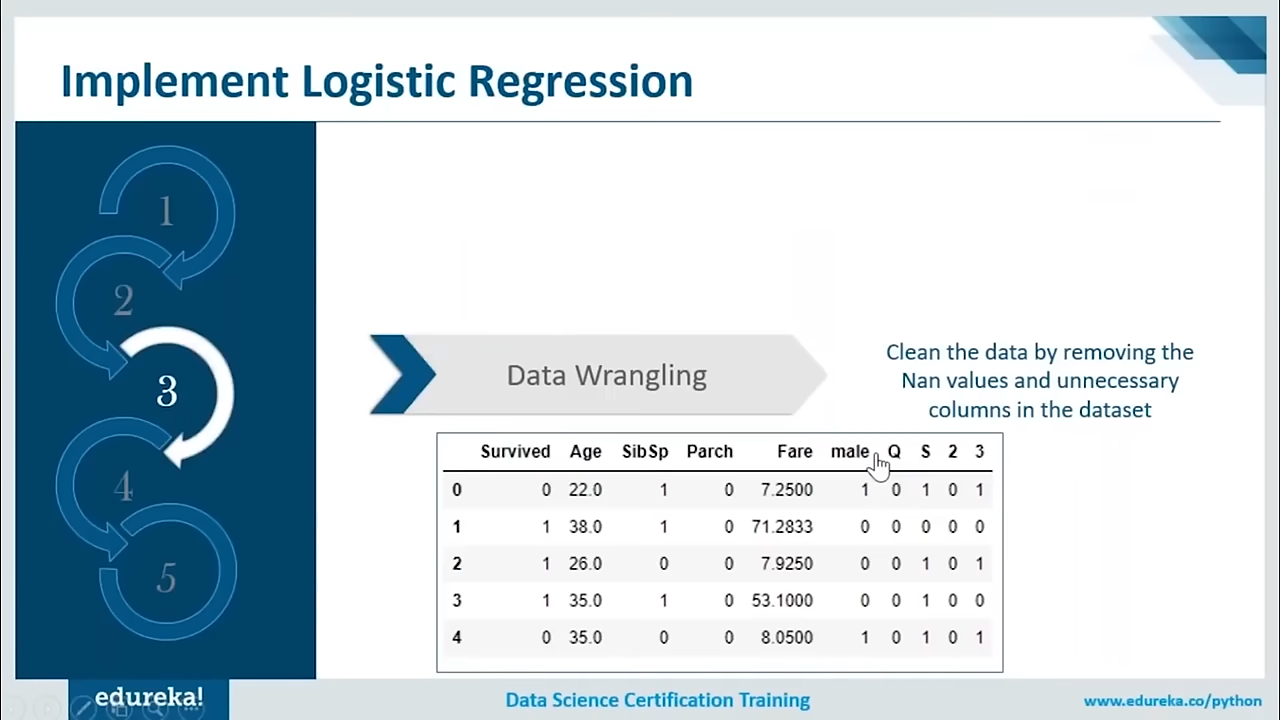 Implement Logistic Regression
1
2
3
4
5
Data Wrangling
Clean the data by removing the
Nan values and unnecessary
columns in the dataset
Survived Age SibSp Parch Fare male Q S 2 3
0 0 22.0 1 0 7.2500 1 0 1 0 1
1 1 38.0 1 0 71.2833 0 0 0 0 0
2 1 26.0 0 0 7.9250 0 0 1 0 1
3 1 35.0 1 0 53.1000 0 0 1 0 0
4 0 35.0 0 0 8.0500 1 0 1 0 1
edureka!
Data Science Certification Training
www.edureka.co/python